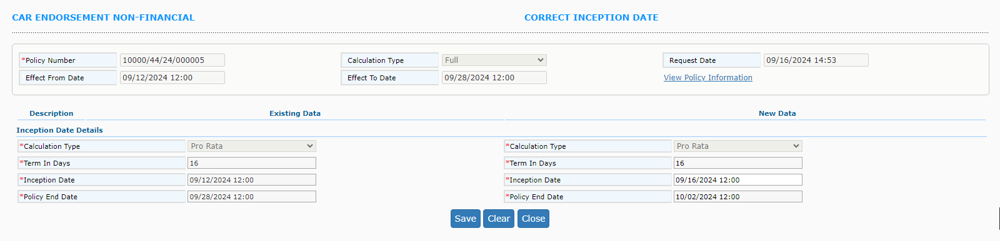 CAR ENDORSEMENT NON-FINANCIAL CORRECT INCEPTION DATE
*Policy Number 10000/44/24/000005 Calculation Type Full Request Date 09/16/2024 14:53
Effect From Date 09/12/2024 12:00 Effect To Date 09/28/2024 12:00 View Policy Information
Description Existing Data New Data
Inception Date Details
*Calculation Type Pro Rata *Calculation Type Pro Rata
*Term In Days 16 *Term In Days 16
*Inception Date 09/12/2024 12:00 *Inception Date 09/16/2024 12:00
*Policy End Date 09/28/2024 12:00 *Policy End Date 10/02/2024 12:00
Save Clear Close